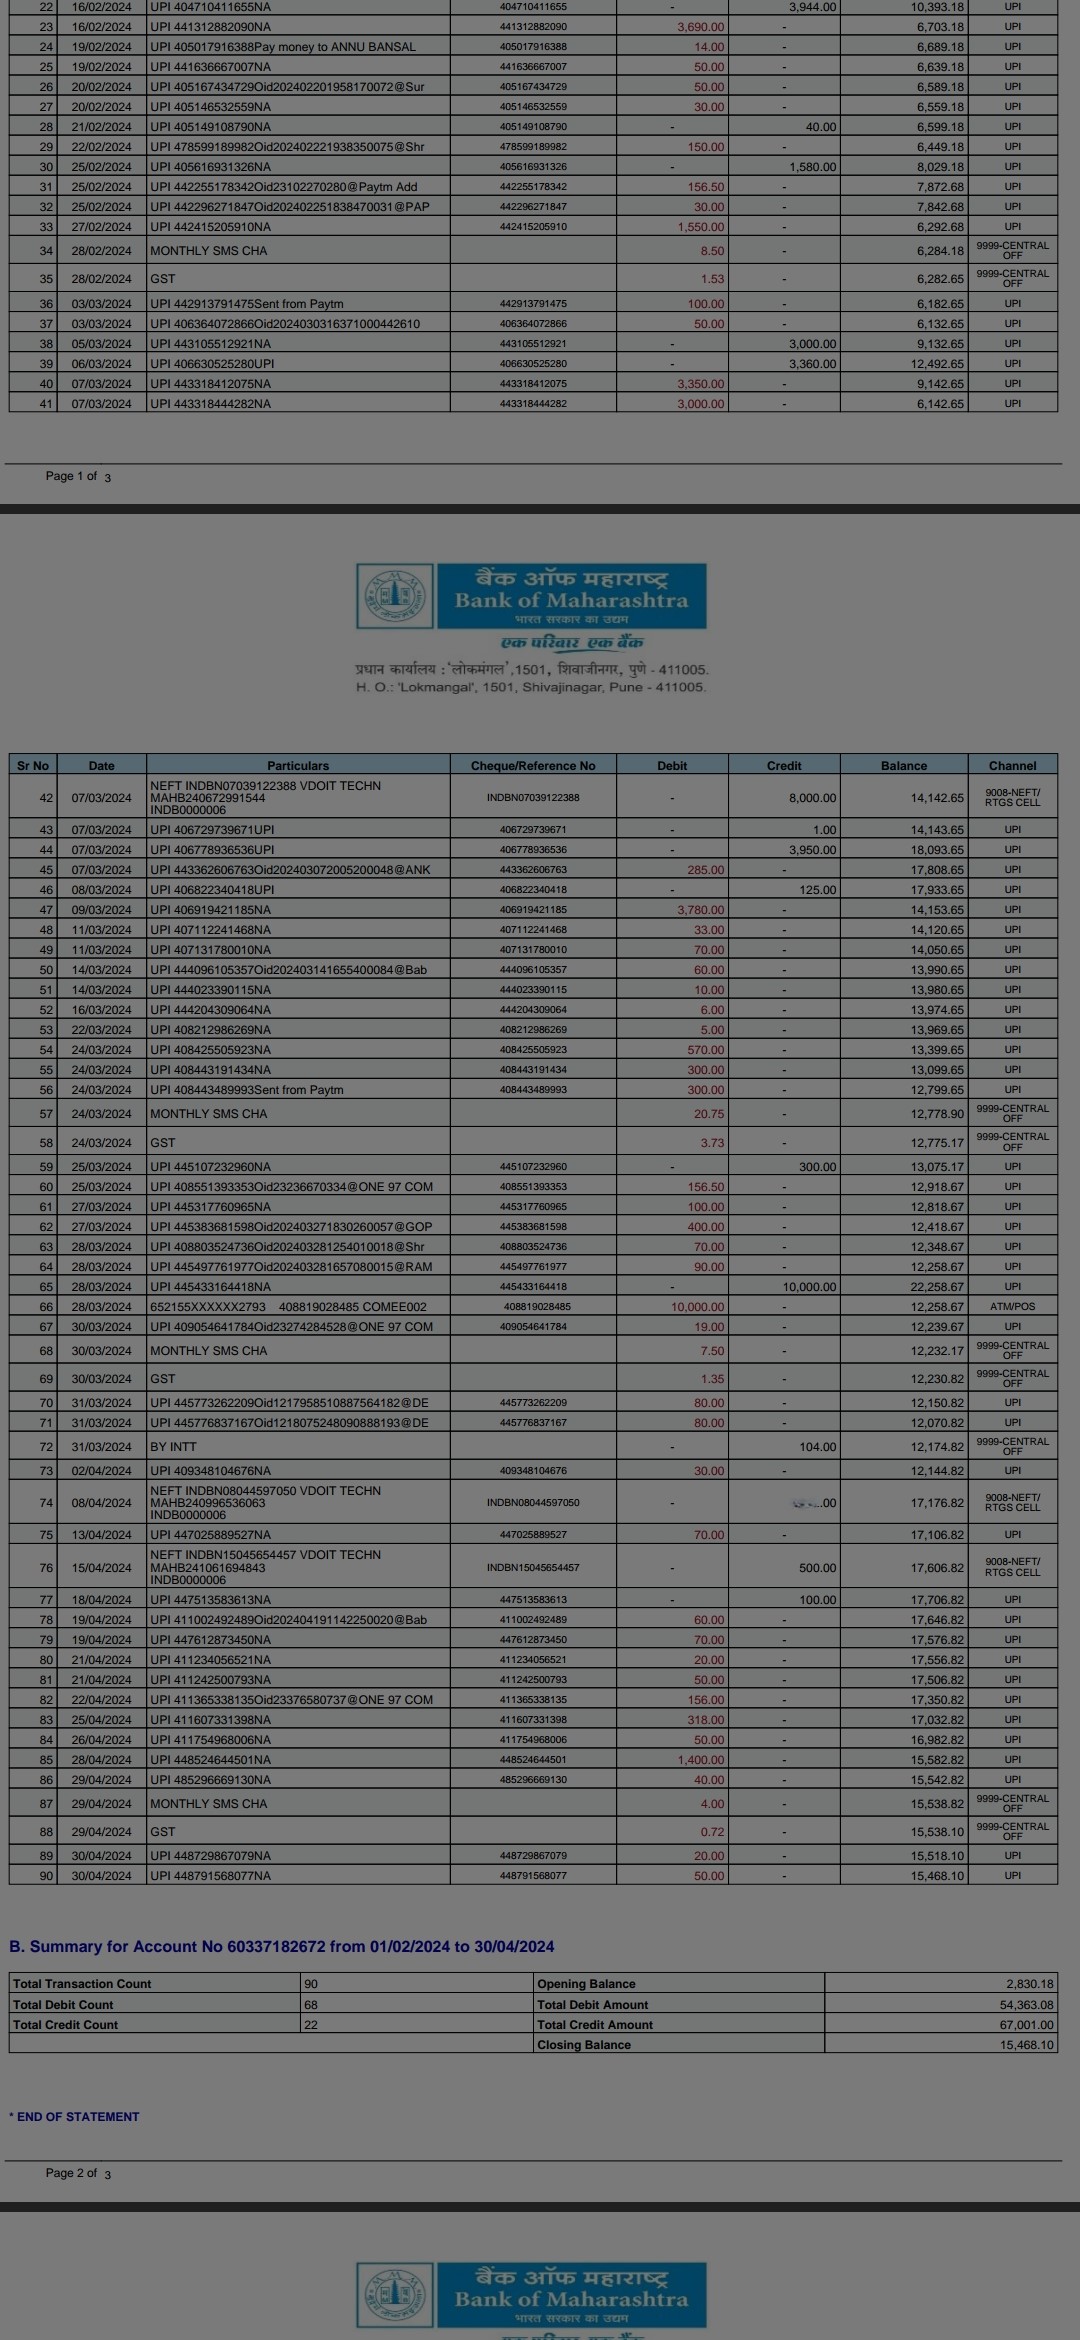 22 16/02/2024 UPI 404710411655NA 404710411655 - 3,944.00 10,393.18 UPI
23 16/02/2024 UPI 441312882090NA 441312882090 3,690.00 - 6,703.18 UPI
24 19/02/2024 UPI 405017916388Pay money to ANNU BANSAL 405017916388 14.00 - 6,689.18 UPI
25 19/02/2024 UPI 441636667007NA 441636667007 50.00 - 6,639.18 UPI
26 20/02/2024 UPI 405167434729Oid202402201958170072@Sur 405167434729 50.00 - 6,589.18 UPI
27 20/02/2024 UPI 405146532559NA 405146532559 30.00 - 6,559.18 UPI
28 21/02/2024 UPI 405149108790NA 405149108790 - 40.00 6,599.18 UPI
29 22/02/2024 UPI 478599189982Oid202402221938350075@Shr 478599189982 150.00 - 6,449.18 UPI
30 25/02/2024 UPI 405616931326NA 405616931326 - 1,580.00 8,029.18 UPI
31 25/02/2024 UPI 442255178342Oid23102270280@Paytm Add 442255178342 156.50 - 7,872.68 UPI
32 25/02/2024 UPI 442296271847Oid202402251838470031@PAP 442296271847 30.00 - 7,842.68 UPI
33 27/02/2024 UPI 442415205910NA 442415205910 1,550.00 - 6,292.68 UPI
34 28/02/2024 MONTHLY SMS CHA 8.50 - 6,284.18 9999-CENTRAL OFF
35 28/02/2024 GST 1.53 - 6,282.65 9999-CENTRAL OFF
36 03/03/2024 UPI 442913791475Sent from Paytm 442913791475 100.00 - 6,182.65 UPI
37 03/03/2024 UPI 406364072866Oid2024030316371000442610 406364072866 50.00 - 6,132.65 UPI
38 05/03/2024 UPI 443105512921NA 443105512921 - 3,000.00 9,132.65 UPI
39 06/03/2024 UPI 406630525280UPI 406630525280 - 3,360.00 12,492.65 UPI
40 07/03/2024 UPI 443318412075NA 443318412075 3,350.00 - 9,142.65 UPI
41 07/03/2024 UPI 443318444282NA 443318444282 3,000.00 - 6,142.65 UPI
Page 1 of 3
बैंक ऑफ महाराष्ट्र
Bank of Maharashtra
भारत सरकार का उद्यम
एक परिवार एक बैंक
प्रधान कार्यालय :'लोकमंगल',1501, शिवाजीनगर, पुणे - 411005.
H. O.: 'Lokmangal', 1501, Shivajinagar, Pune - 411005.
Sr No Date Particulars Cheque/Reference No Debit Credit Balance Channel
42 07/03/2024 NEFT INDBN07039122388 VDOIT TECHN MAHB240672991544 INDB0000006 INDBN07039122388 - 8,000.00 14,142.65 9008-NEFT/ RTGS CELL
43 07/03/2024 UPI 406729739671UPI 406729739671 - 1.00 14,143.65 UPI
44 07/03/2024 UPI 406778936536UPI 406778936536 - 3,950.00 18,093.65 UPI
45 07/03/2024 UPI 443362606763Oid202403072005200048@ANK 443362606763 285.00 - 17,808.65 UPI
46 08/03/2024 UPI 406822340418UPI 406822340418 - 125.00 17,933.65 UPI
47 09/03/2024 UPI 406919421185NA 406919421185 3,780.00 - 14,153.65 UPI
48 11/03/2024 UPI 407112241468NA 407112241468 33.00 - 14,120.65 UPI
49 11/03/2024 UPI 407131780010NA 407131780010 70.00 - 14,050.65 UPI
50 14/03/2024 UPI 444096105357Oid202403141655400084@Bab 444096105357 60.00 - 13,990.65 UPI
51 14/03/2024 UPI 444023390115NA 444023390115 10.00 - 13,980.65 UPI
52 16/03/2024 UPI 444204309064NA 444204309064 6.00 - 13,974.65 UPI
53 22/03/2024 UPI 408212986269NA 408212986269 5.00 - 13,969.65 UPI
54 24/03/2024 UPI 408425505923NA 408425505923 570.00 - 13,399.65 UPI
55 24/03/2024 UPI 408443191434NA 408443191434 300.00 - 13,099.65 UPI
56 24/03/2024 UPI 408443489993Sent from Paytm 408443489993 300.00 - 12,799.65 UPI
57 24/03/2024 MONTHLY SMS CHA 20.75 - 12,778.90 9999-CENTRAL OFF
58 24/03/2024 GST 3.73 - 12,775.17 9999-CENTRAL OFF
59 25/03/2024 UPI 445107232960NA 445107232960 - 300.00 13,075.17 UPI
60 25/03/2024 UPI 408551393353Oid23236670334@ONE 97 COM 408551393353 156.50 - 12,918.67 UPI
61 27/03/2024 UPI 445317760965NA 445317760965 100.00 - 12,818.67 UPI
62 27/03/2024 UPI 445383681598Oid202403271830260057@GOP 445383681598 400.00 - 12,418.67 UPI
63 28/03/2024 UPI 408803524736Oid202403281254010018@Shr 408803524736 70.00 - 12,348.67 UPI
64 28/03/2024 UPI 445497761977Oid202403281657080015@RAM 445497761977 90.00 - 12,258.67 UPI
65 28/03/2024 UPI 445433164418NA 445433164418 - 10,000.00 22,258.67 UPI
66 28/03/2024 652155XXXXXX2793 408819028485 COMEE002 408819028485 10,000.00 - 12,258.67 ATM/POS
67 30/03/2024 UPI 409054641784Oid23274284528@ONE 97 COM 409054641784 19.00 - 12,239.67 UPI
68 30/03/2024 MONTHLY SMS CHA 7.50 - 12,232.17 9999-CENTRAL OFF
69 30/03/2024 GST 1.35 - 12,230.82 9999-CENTRAL OFF
70 31/03/2024 UPI 445773262209Oid1217958510887564182@DE 445773262209 80.00 - 12,150.82 UPI
71 31/03/2024 UPI 445776837167Oid1218075248090888193@DE 445776837167 80.00 - 12,070.82 UPI
72 31/03/2024 BY INTT - 104.00 12,174.82 9999-CENTRAL OFF
73 02/04/2024 UPI 409348104676NA 409348104676 30.00 - 12,144.82 UPI
74 08/04/2024 NEFT INDBN08044597050 VDOIT TECHN MAHB240996536063 INDB0000006 INDBN08044597050 - .00 17,176.82 9008-NEFT/ RTGS CELL
75 13/04/2024 UPI 447025889527NA 447025889527 70.00 - 17,106.82 UPI
76 15/04/2024 NEFT INDBN15045654457 VDOIT TECHN MAHB241061694843 INDB0000006 INDBN15045654457 - 500.00 17,606.82 9008-NEFT/ RTGS CELL
77 18/04/2024 UPI 447513583613NA 447513583613 - 100.00 17,706.82 UPI
78 19/04/2024 UPI 411002492489Oid202404191142250020@Bab 411002492489 60.00 - 17,646.82 UPI
79 19/04/2024 UPI 447612873450NA 447612873450 70.00 - 17,576.82 UPI
80 21/04/2024 UPI 411234056521NA 411234056521 20.00 - 17,556.82 UPI
81 21/04/2024 UPI 411242500793NA 411242500793 50.00 - 17,506.82 UPI
82 22/04/2024 UPI 411365338135Oid23376580737@ONE 97 COM 411365338135 156.00 - 17,350.82 UPI
83 25/04/2024 UPI 411607331398NA 411607331398 318.00 - 17,032.82 UPI
84 26/04/2024 UPI 411754968006NA 411754968006 50.00 - 16,982.82 UPI
85 28/04/2024 UPI 448524644501NA 448524644501 1,400.00 - 15,582.82 UPI
86 29/04/2024 UPI 485296669130NA 485296669130 40.00 - 15,542.82 UPI
87 29/04/2024 MONTHLY SMS CHA 4.00 - 15,538.82 9999-CENTRAL OFF
88 29/04/2024 GST 0.72 - 15,538.10 9999-CENTRAL OFF
89 30/04/2024 UPI 448729867079NA 448729867079 20.00 - 15,518.10 UPI
90 30/04/2024 UPI 448791568077NA 448791568077 50.00 - 15,468.10 UPI
B. Summary for Account No 60337182672 from 01/02/2024 to 30/04/2024
Total Transaction Count 90 Opening Balance 2,830.18
Total Debit Count 68 Total Debit Amount 54,363.08
Total Credit Count 22 Total Credit Amount 67,001.00
Closing Balance 15,468.10
* END OF STATEMENT
Page 2 of 3
बैंक ऑफ महाराष्ट्र
Bank of Maharashtra
भारत सरकार का उद्यम